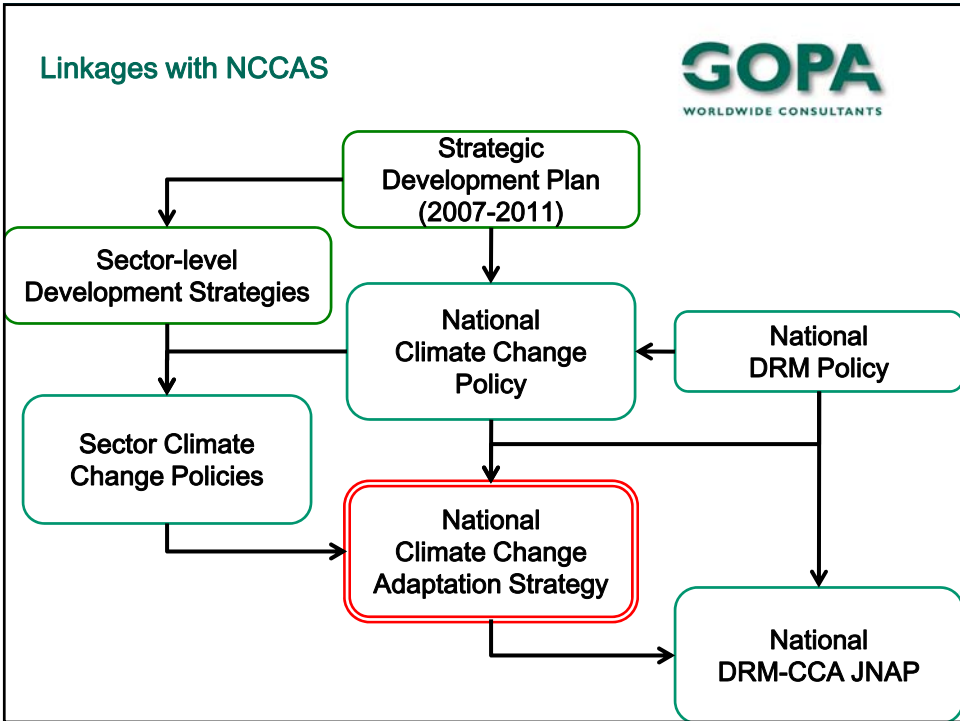 Linkages with NCCAS
GOPA
WORLDWIDE CONSULTANTS
Strategic
Development Plan
(2007-2011)
Sector-level
Development Strategies
National
Climate Change
Policy
National
DRM Policy
Sector Climate
Change Policies
National
Climate Change
Adaptation Strategy
National
DRM-CCA JNAP